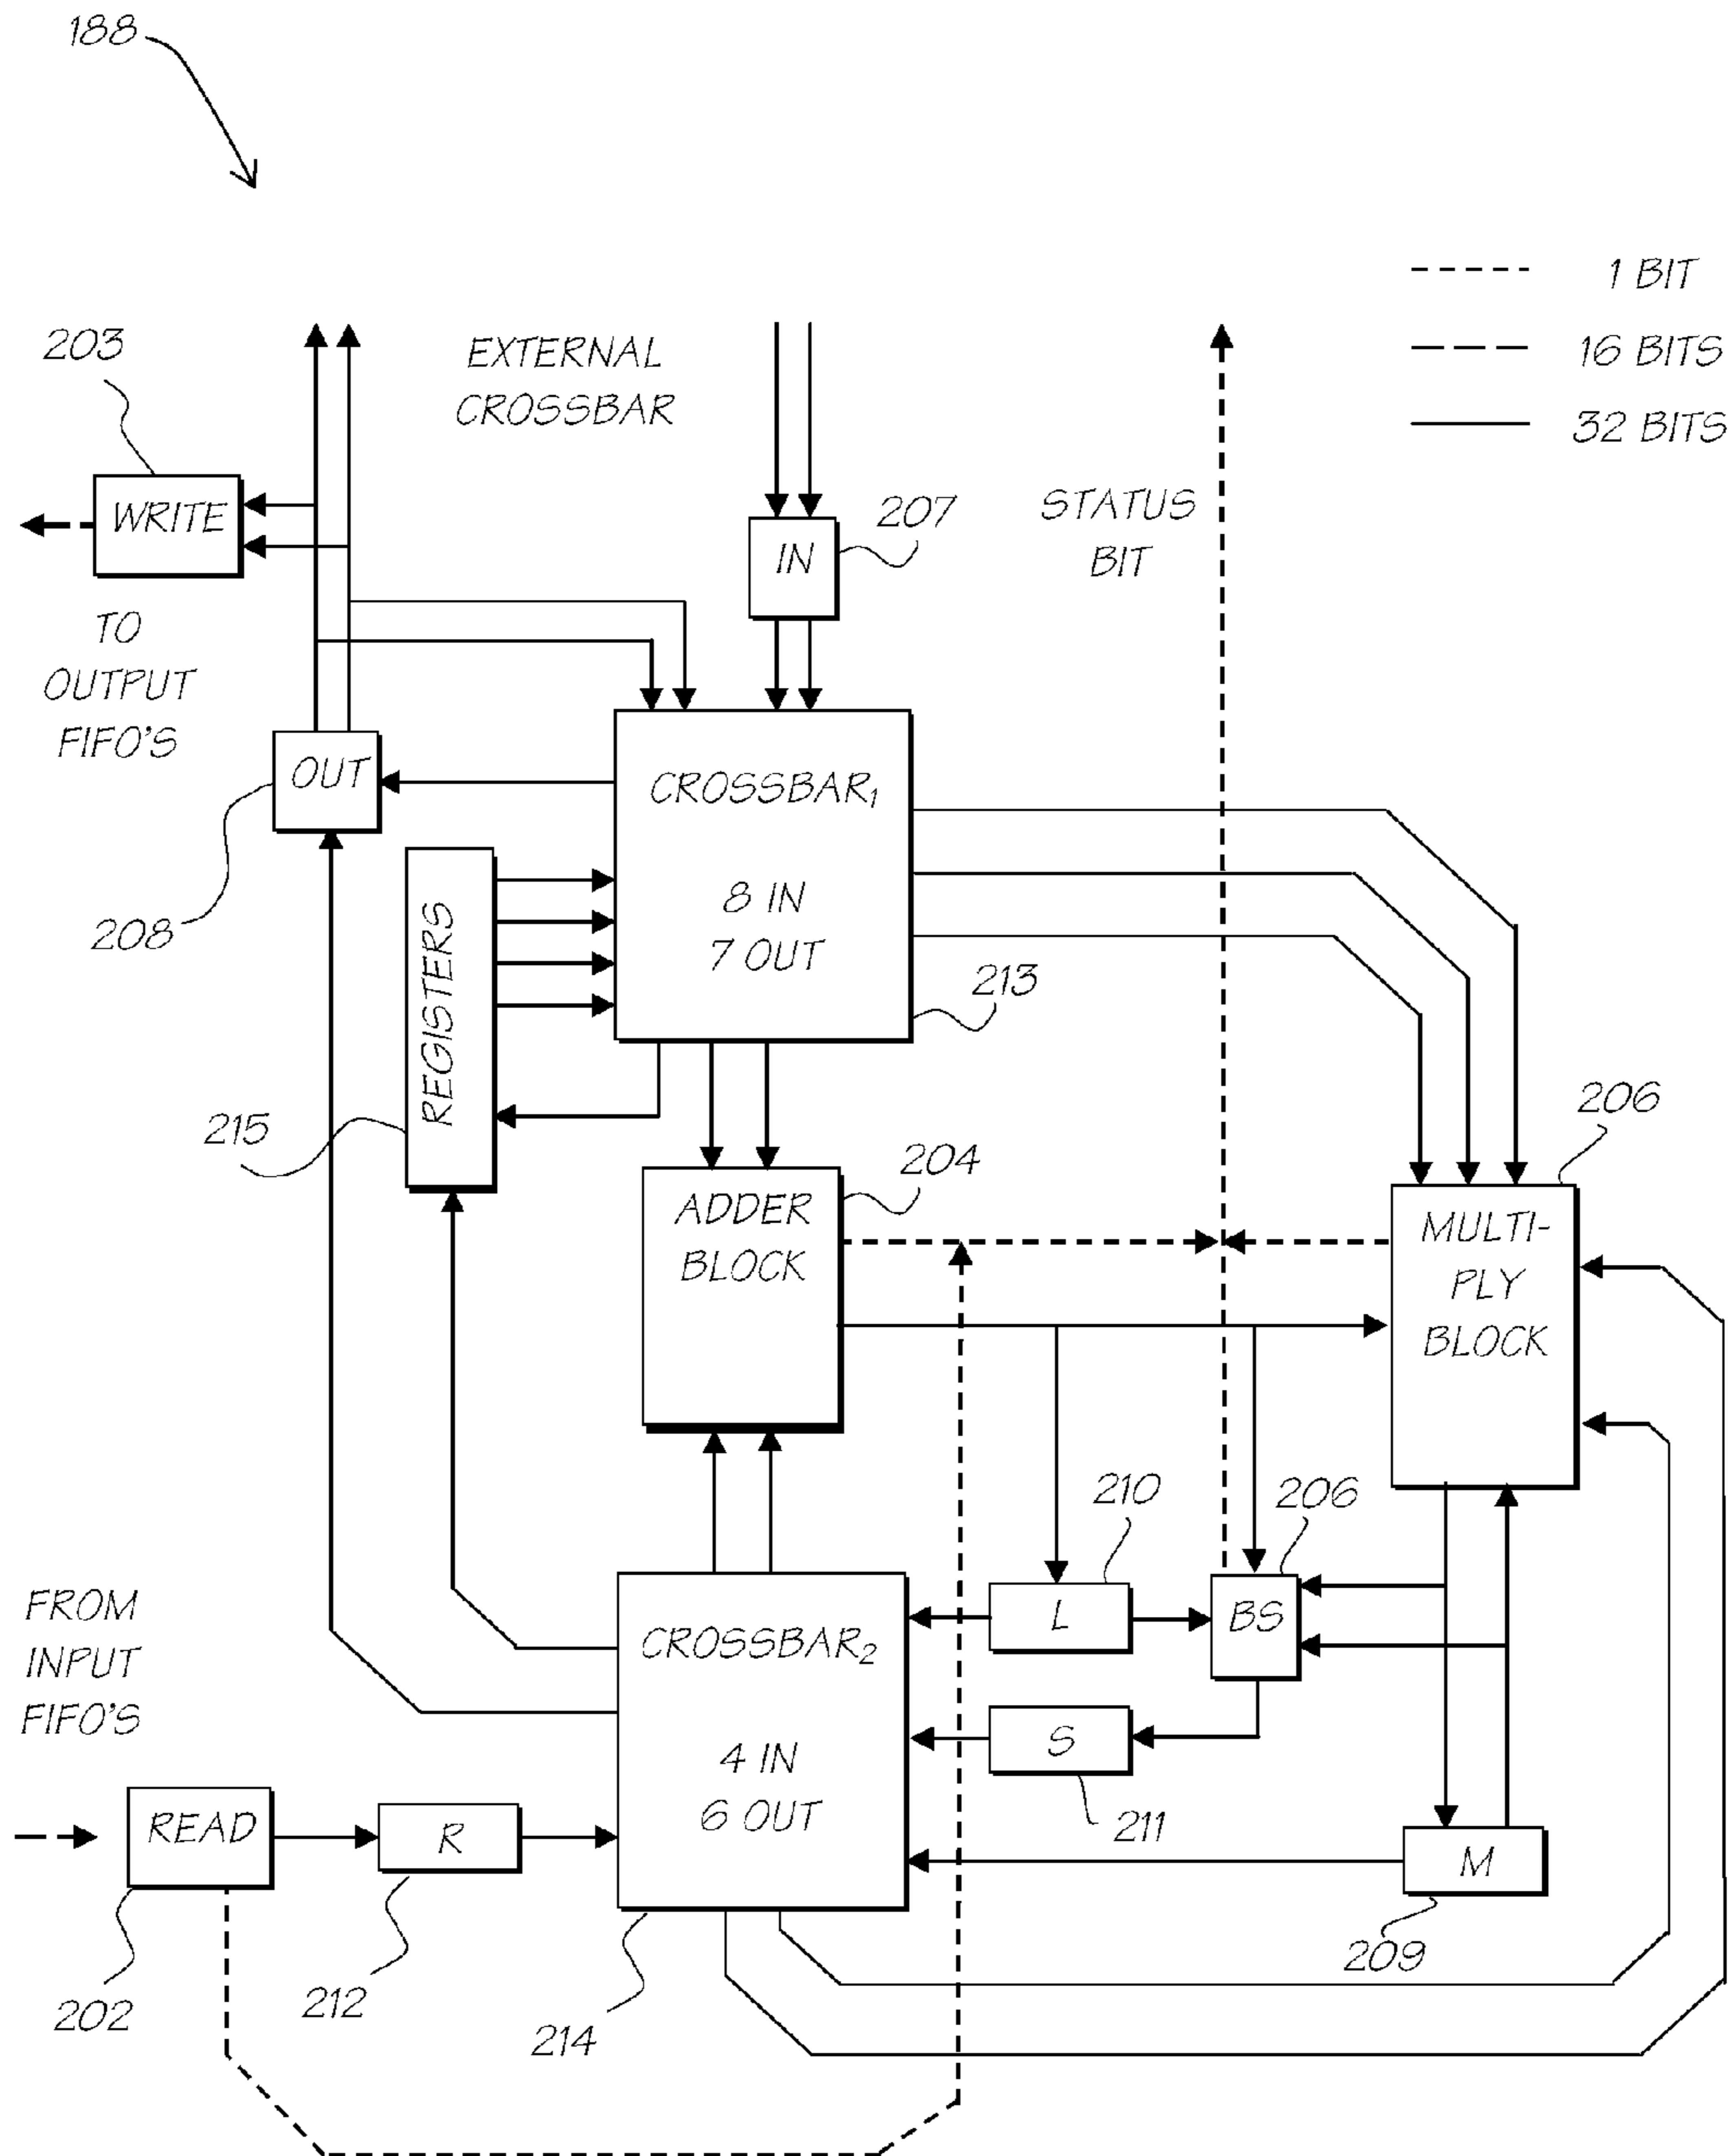 188
1 BIT
16 BITS
32 BITS
203
EXTERNAL
CROSSBAR
WRITE
TO
OUTPUT
FIFO'S
207
IN
STATUS
BIT
OUT
208
CROSSBAR1
8 IN
7 OUT
213
REGISTERS
215
204
ADDER
BLOCK
206
MULTI-
PLY
BLOCK
210
206
L
BS
FROM
INPUT
FIFO'S
CROSSBAR2
4 IN
6 OUT
S
211
READ
R
M
202
212
214
209